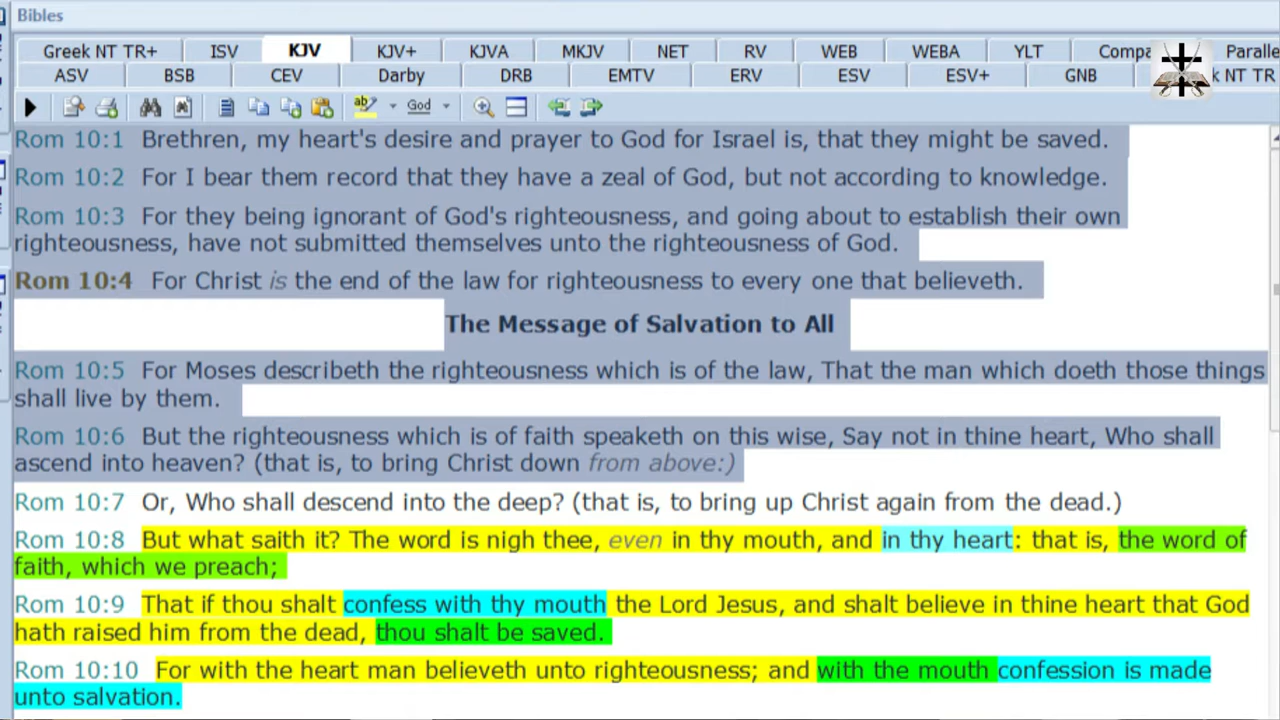 Bibles
Greek NT TR+ ISV KJV KJV+ KJVA MKJV NET RV WEB WEBA YLT Compa Paralle
ASV BSB CEV Darby DRB EMTV ERV ESV ESV+ GNB k NT TR
God
Rom 10:1 Brethren, my heart's desire and prayer to God for Israel is, that they might be saved.
Rom 10:2 For I bear them record that they have a zeal of God, but not according to knowledge.
Rom 10:3 For they being ignorant of God's righteousness, and going about to establish their own
righteousness, have not submitted themselves unto the righteousness of God.
Rom 10:4 For Christ is the end of the law for righteousness to every one that believeth.
The Message of Salvation to All
Rom 10:5 For Moses describeth the righteousness which is of the law, That the man which doeth those things
shall live by them.
Rom 10:6 But the righteousness which is of faith speaketh on this wise, Say not in thine heart, Who shall
ascend into heaven? (that is, to bring Christ down from above:)
Rom 10:7 Or, Who shall descend into the deep? (that is, to bring up Christ again from the dead.)
Rom 10:8 But what saith it? The word is nigh thee, even in thy mouth, and in thy heart: that is, the word of
faith, which we preach;
Rom 10:9 That if thou shalt confess with thy mouth the Lord Jesus, and shalt believe in thine heart that God
hath raised him from the dead, thou shalt be saved.
Rom 10:10 For with the heart man believeth unto righteousness; and with the mouth confession is made
unto salvation.